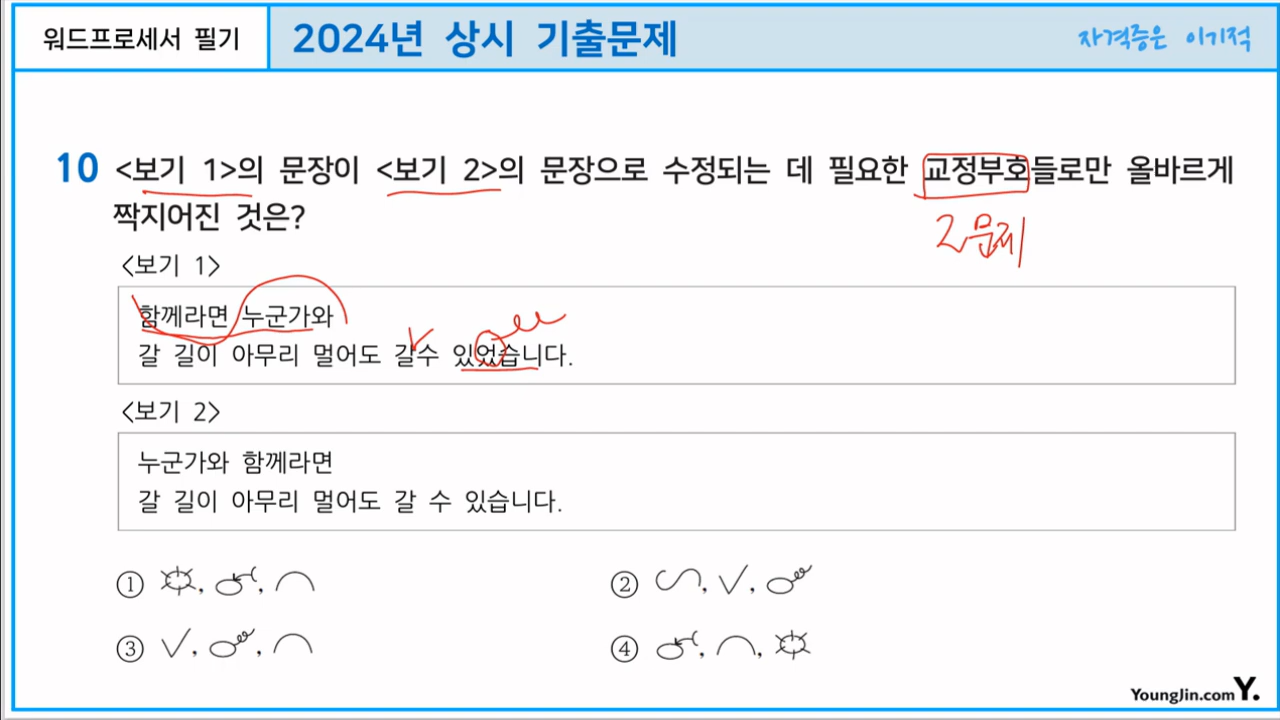 워드프로세서 필기
2024년 상시 기출문제
자격증은 이기적
10 <보기 1>의 문장이 <보기 2>의 문장으로 수정되는 데 필요한 교정부호들로만 올바르게
짝지어진 것은?
2문제
<보기 1>
함께라면 누군가와
갈 길이 아무리 멀어도 갈수 있었습니다.
<보기 2>
누군가와 함께라면
갈 길이 아무리 멀어도 갈 수 있습니다.
①
②
③
④
YoungJin.com Y.